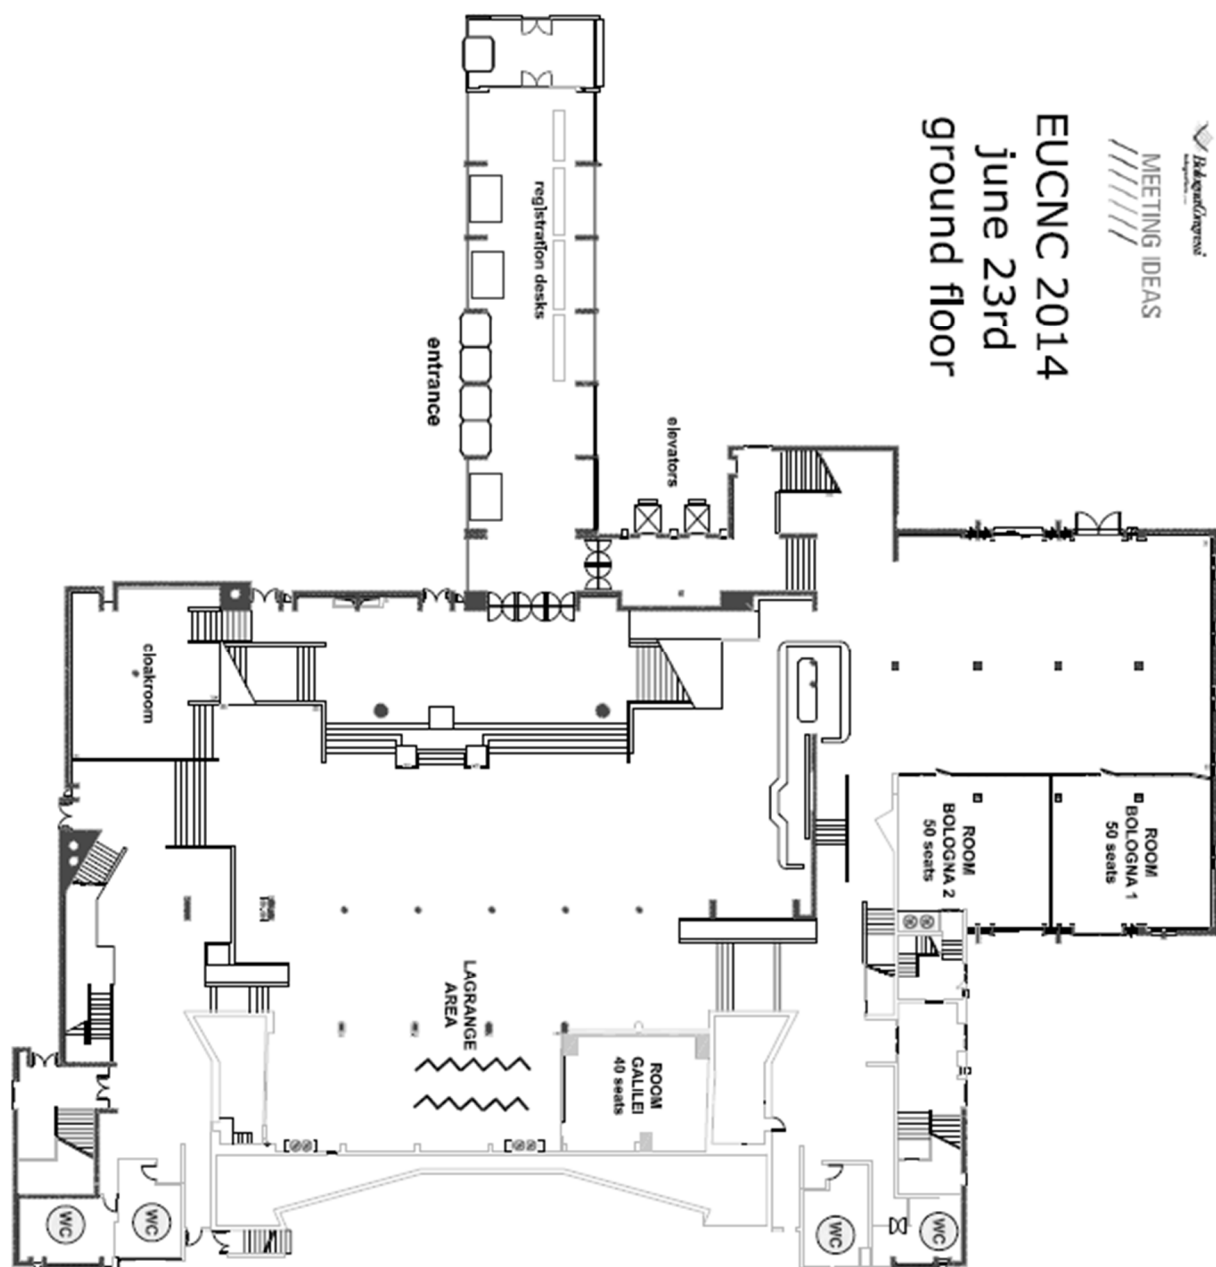 BolognaCongressi
MEETING IDEAS
EUCNC 2014
june 23rd
ground floor
registration desks
entrance
elevators
cloakroom
ROOM
BOLOGNA 1
50 seats
ROOM
BOLOGNA 2
50 seats
LAGRANGE
AREA
ROOM
GALILEI
40 seats
WC
WC
WC
WC